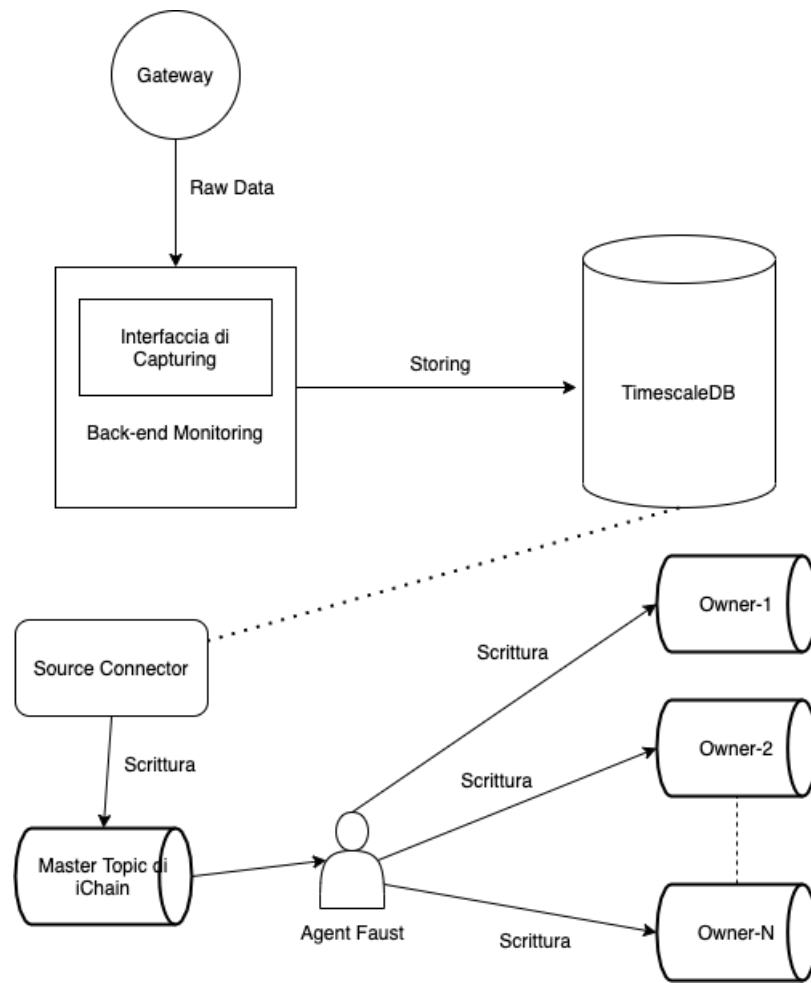 Gateway
Raw Data
Interfaccia di
Capturing
Back-end Monitoring
Storing
TimescaleDB
Source Connector
Scrittura
Master Topic di
iChain
Agent Faust
Scrittura
Owner-1
Scrittura
Owner-2
Scrittura
Owner-N